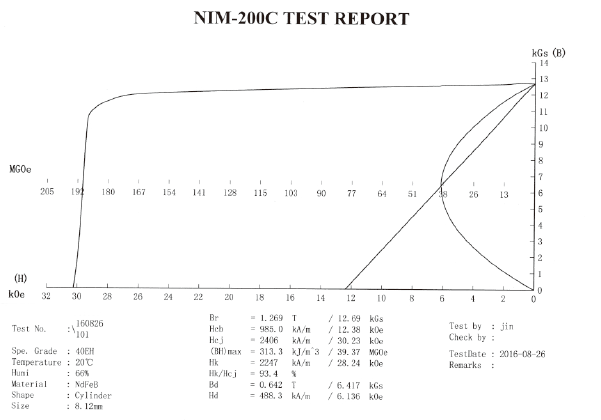 NIM-200C TEST REPORT
kGs (B)
14
13
12
11
10
9
8
7
6
5
4
3
2
1
0
MGOe
205 192 180 167 154 141 128 115 103 90 77 64 51 38 26 13
(H)
kOe
32 30 28 26 24 22 20 18 16 14 12 10 8 6 4 2 0
Test No. :\160826
\101
Spe. Grade : 40EH
Temperature : 20℃
Humi : 66%
Material : NdFeB
Shape : Cylinder
Size : 8.12mm
Br = 1.269 T / 12.69 kGs
Hcb = 985.0 kA/m / 12.38 kOe
Hcj = 2406 kA/m / 30.23 kOe
(BH)max = 313.3 kJ/m^3 / 39.37 MGOe
Hk = 2247 kA/m / 28.24 kOe
Hk/Hcj = 93.4 %
Bd = 0.642 T / 6.417 kGs
Hd = 488.3 kA/m / 6.136 kOe
Test by : jin
Check by :
TestDate : 2016-08-26
Remarks :